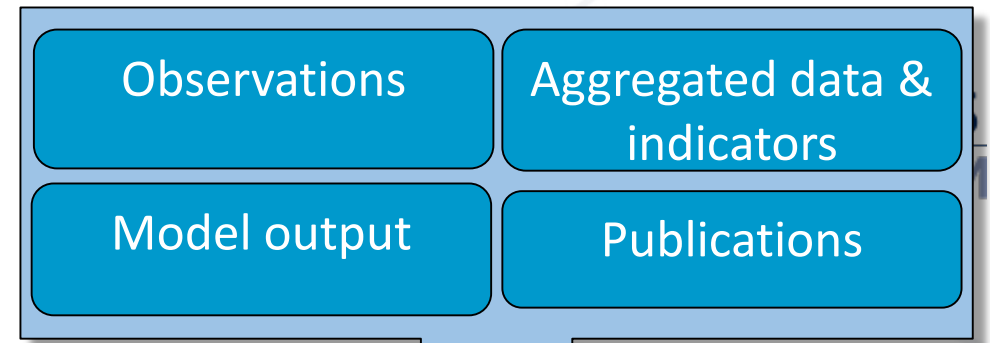 Observations
Aggregated data &
indicators
Model output
Publications